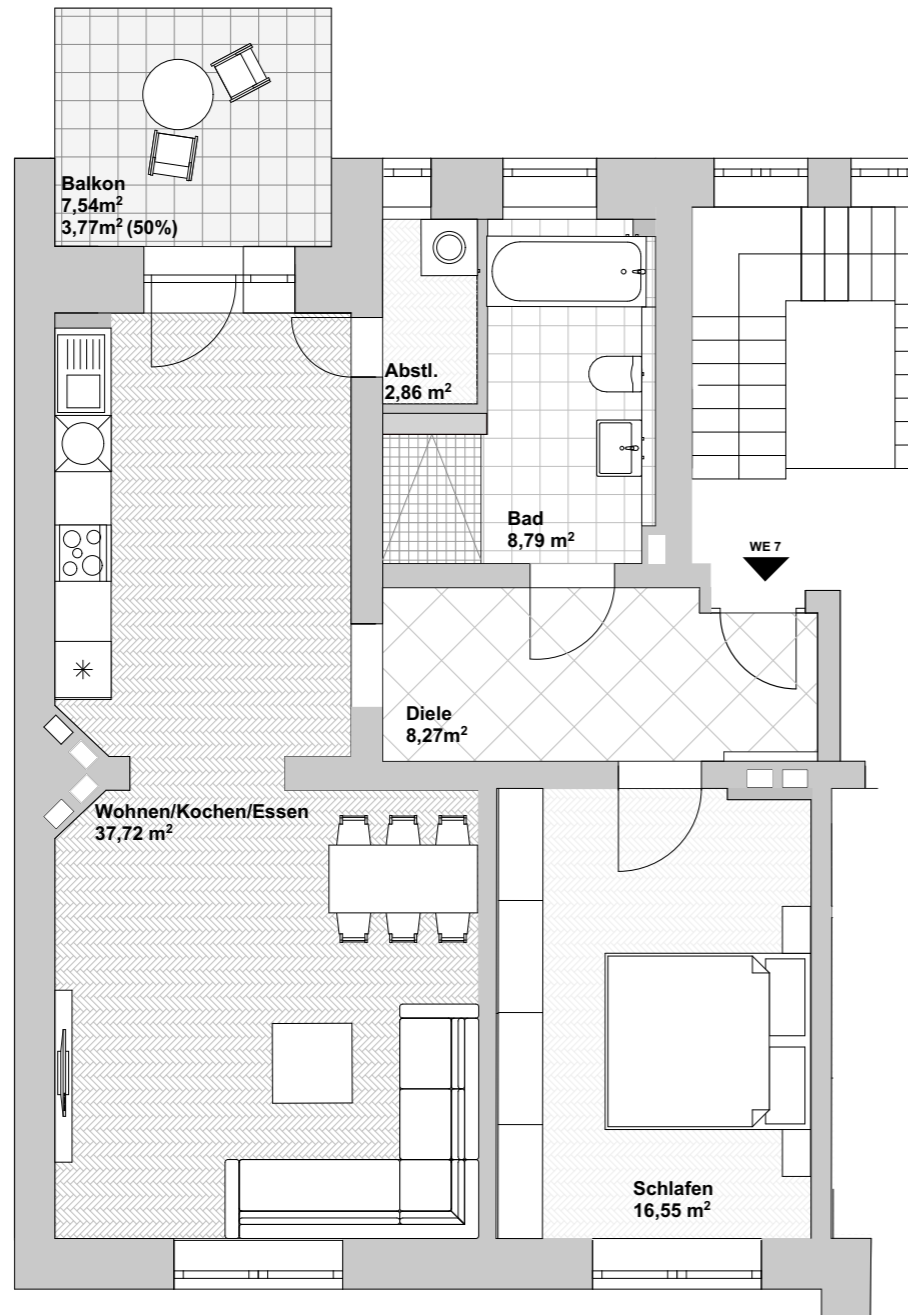 Balkon
7,54m²
3,77m² (50%)
Abstl.
2,86 m²
Bad
8,79 m²
WE 7
Diele
8,27m²
Wohnen/Kochen/Essen
37,72 m²
Schlafen
16,55 m²